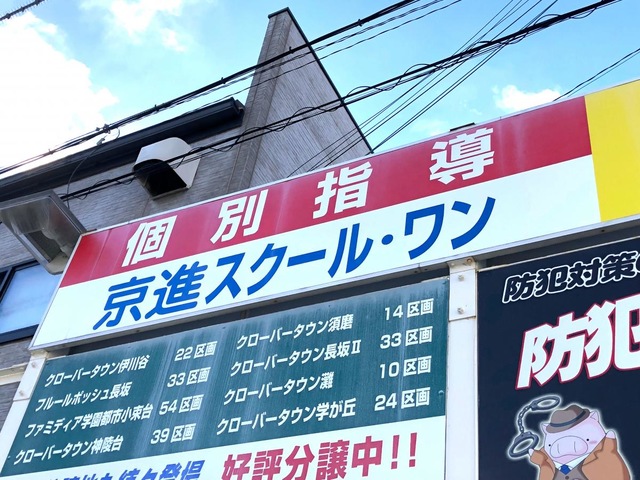 個別指導
京進スクール・ワン
クローバータウン伊川谷 22区画
フルールポッシュ長坂 33区画
ファミティア学園都市小束台 54区画
クローバータウン神陵台 39区画
クローバータウン須磨 14区画
クローバータウン長坂Ⅱ 33区画
クローバータウン灘 10区画
クローバータウン学が丘 24区画
好評分譲中!!
防犯対策
防犯